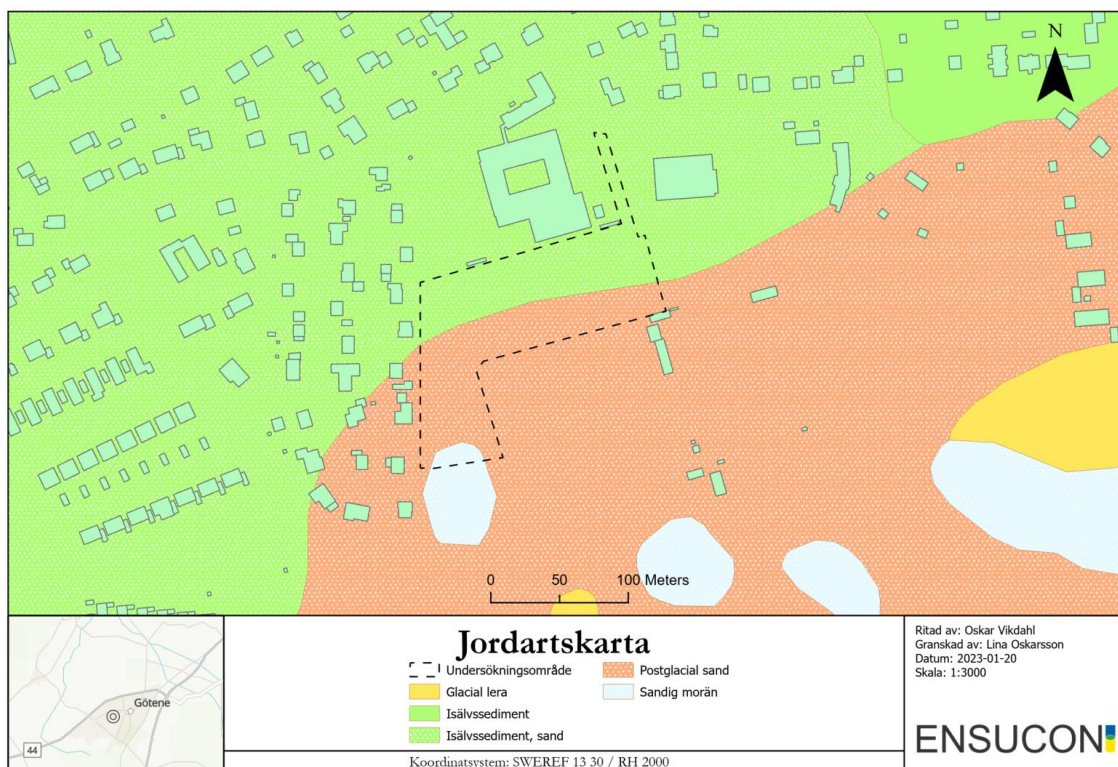 N
0 50 100 Meters
Götene
44
Jordartskarta
Undersökningsområde
Glacial lera
Isälvssediment
Isälvssediment, sand
Postglacial sand
Sandig morän
Koordinatsystem: SWEREF 13 30 / RH 2000
Ritad av: Oskar Vikdahl
Granskad av: Lina Oskarsson
Datum: 2023-01-20
Skala: 1:3000
ENSUCON